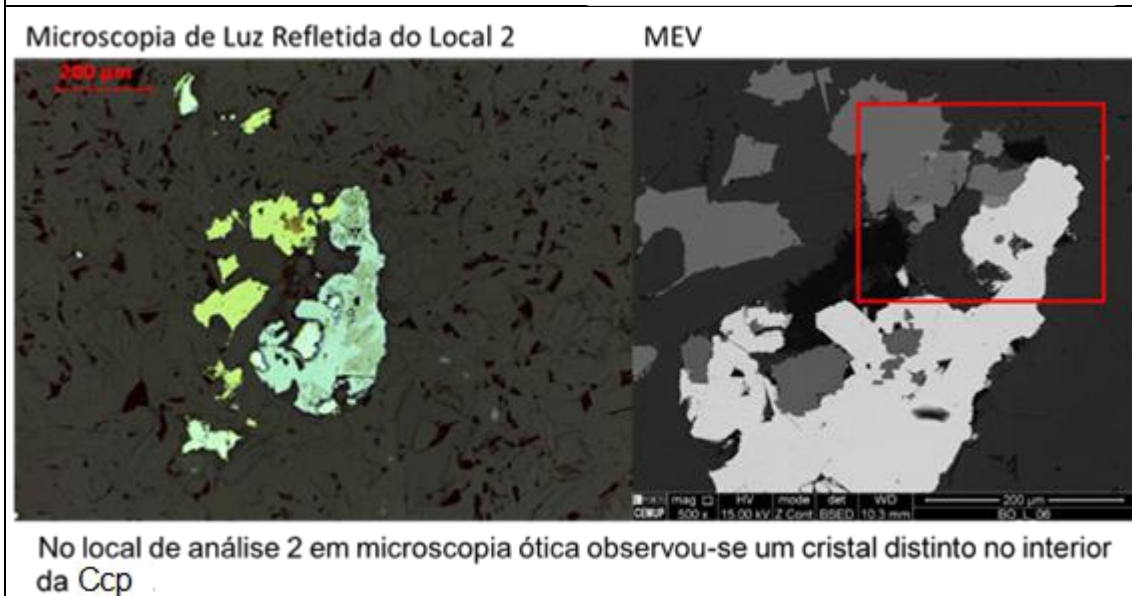 Microscopia de Luz Refletida do Local 2
MEV
200 µm
mag HV mode det WD 200 µm
CEMUP 500 x 15.00 kV Z Cont BSED 10.3 mm BO_L_06
No local de análise 2 em microscopia ótica observou-se um cristal distinto no interior
da Ccp